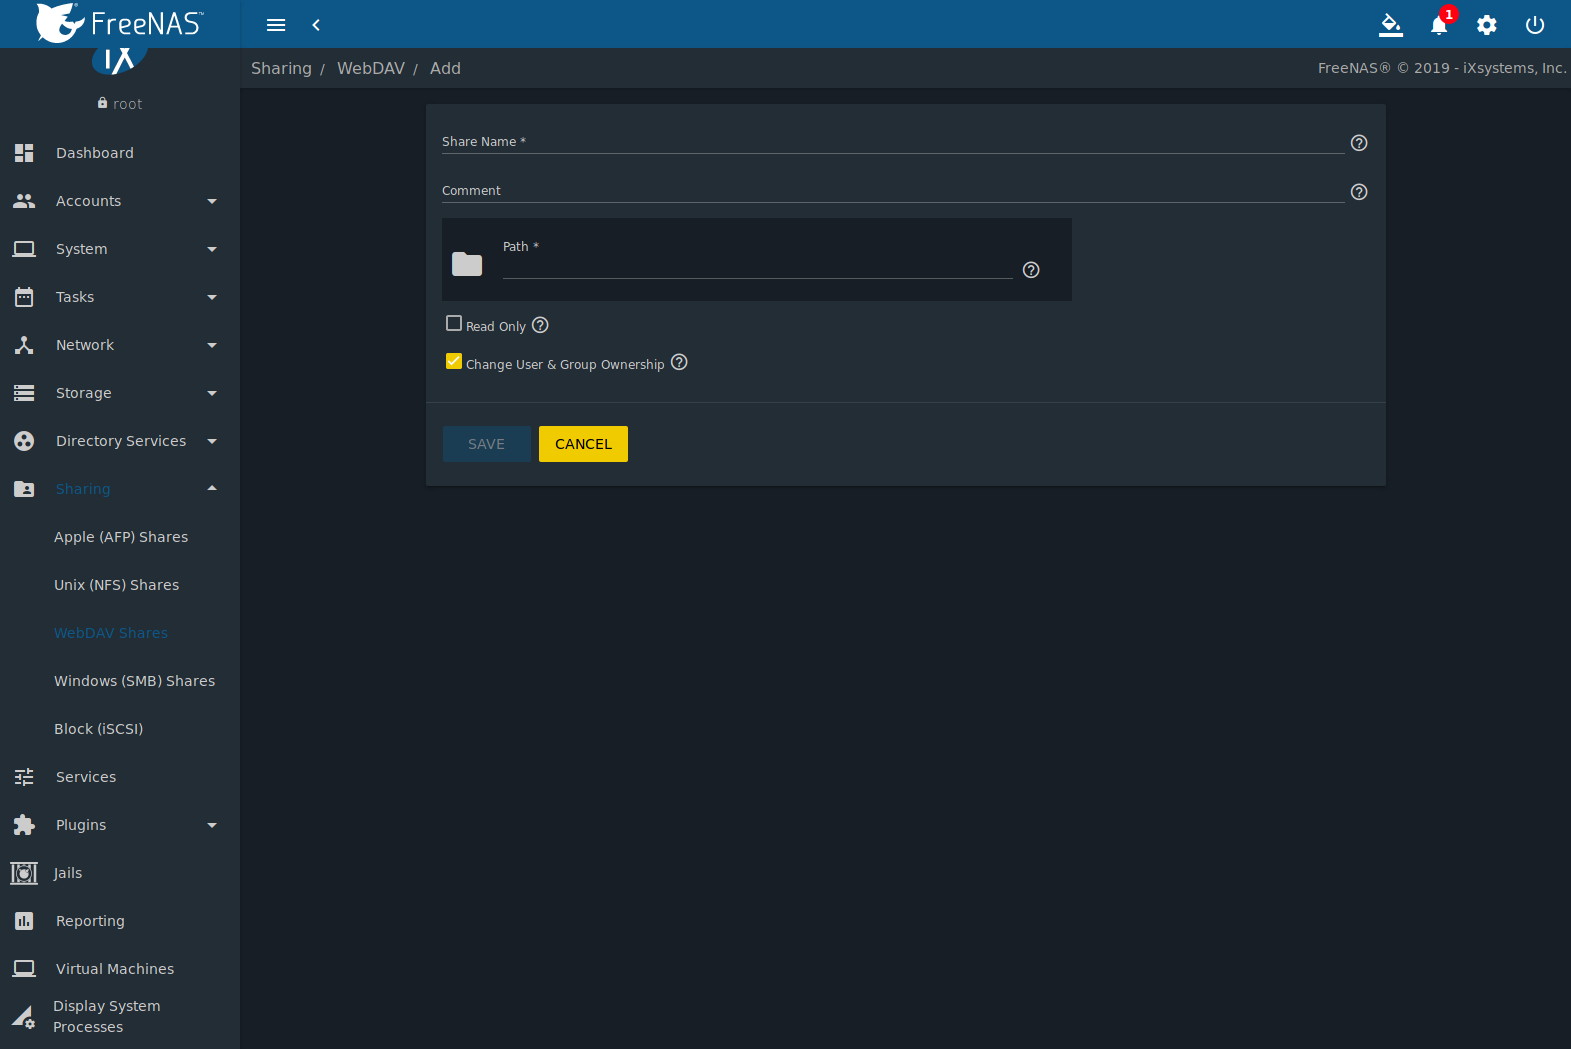 FreeNAS™
1
Sharing / WebDAV / Add
FreeNAS® © 2019 - iXsystems, Inc.
iX
root
Dashboard
Accounts
System
Tasks
Network
Storage
Directory Services
Sharing
Apple (AFP) Shares
Unix (NFS) Shares
WebDAV Shares
Windows (SMB) Shares
Block (iSCSI)
Services
Plugins
Jails
Reporting
Virtual Machines
Display System
Processes
Share Name *
Comment
Path *
Read Only
Change User & Group Ownership
SAVE
CANCEL